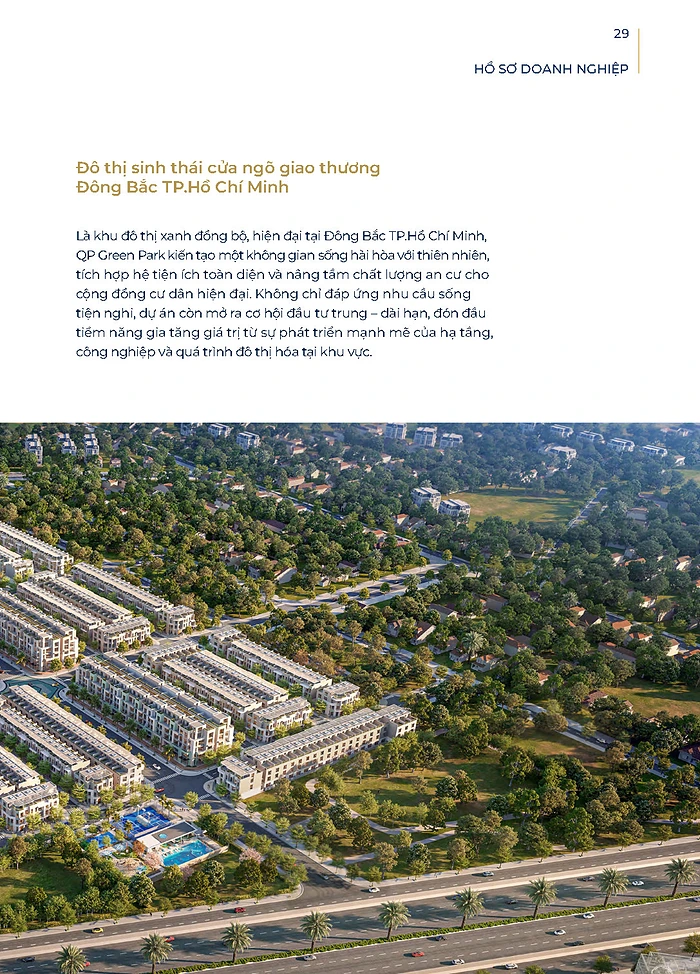 29
HỒ SƠ DOANH NGHIỆP
Đô thị sinh thái cửa ngõ giao thương
Đông Bắc TP.Hồ Chí Minh
Là khu đô thị xanh đồng bộ, hiện đại tại Đông Bắc TP.Hồ Chí Minh,
QP Green Park kiến tạo một không gian sống hài hòa với thiên nhiên,
tích hợp hệ tiện ích toàn diện và nâng tầm chất lượng an cư cho
cộng đồng cư dân hiện đại. Không chỉ đáp ứng nhu cầu sống
tiện nghi, dự án còn mở ra cơ hội đầu tư trung – dài hạn, đón đầu
tiềm năng gia tăng giá trị từ sự phát triển mạnh mẽ của hạ tầng,
công nghiệp và quá trình đô thị hóa tại khu vực.